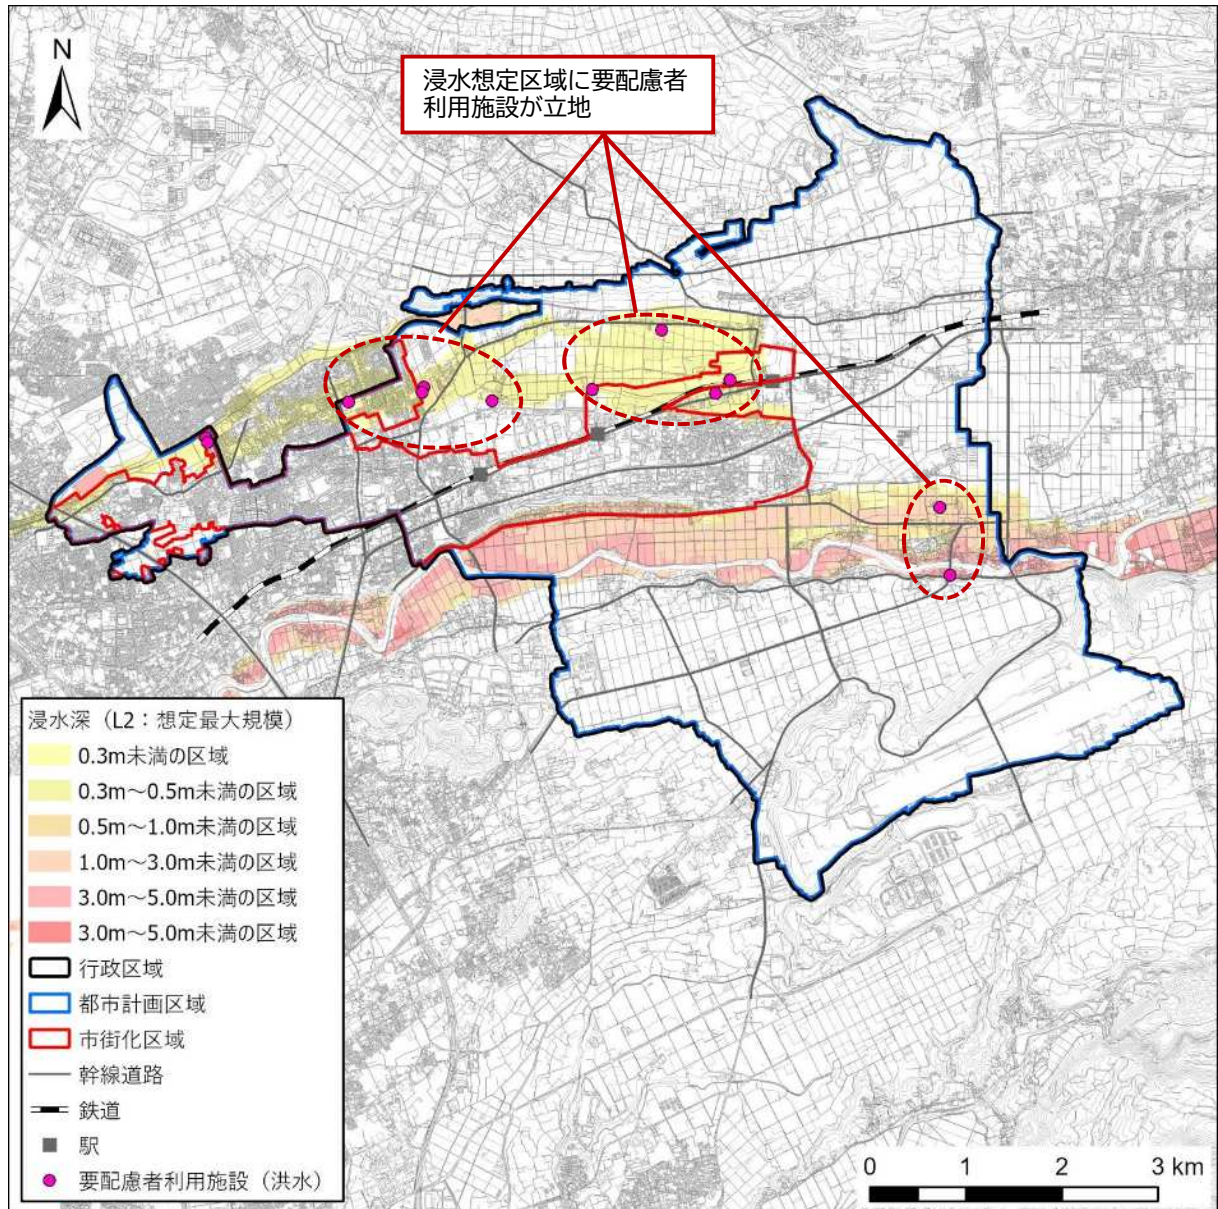 N
浸水想定区域に要配慮者
利用施設が立地
浸水深（L2：想定最大規模）
0.3m未満の区域
0.3m～0.5m未満の区域
0.5m～1.0m未満の区域
1.0m～3.0m未満の区域
3.0m～5.0m未満の区域
3.0m～5.0m未満の区域
行政区域
都市計画区域
市街化区域
幹線道路
鉄道
駅
要配慮者利用施設（洪水）
0 1 2 3 km